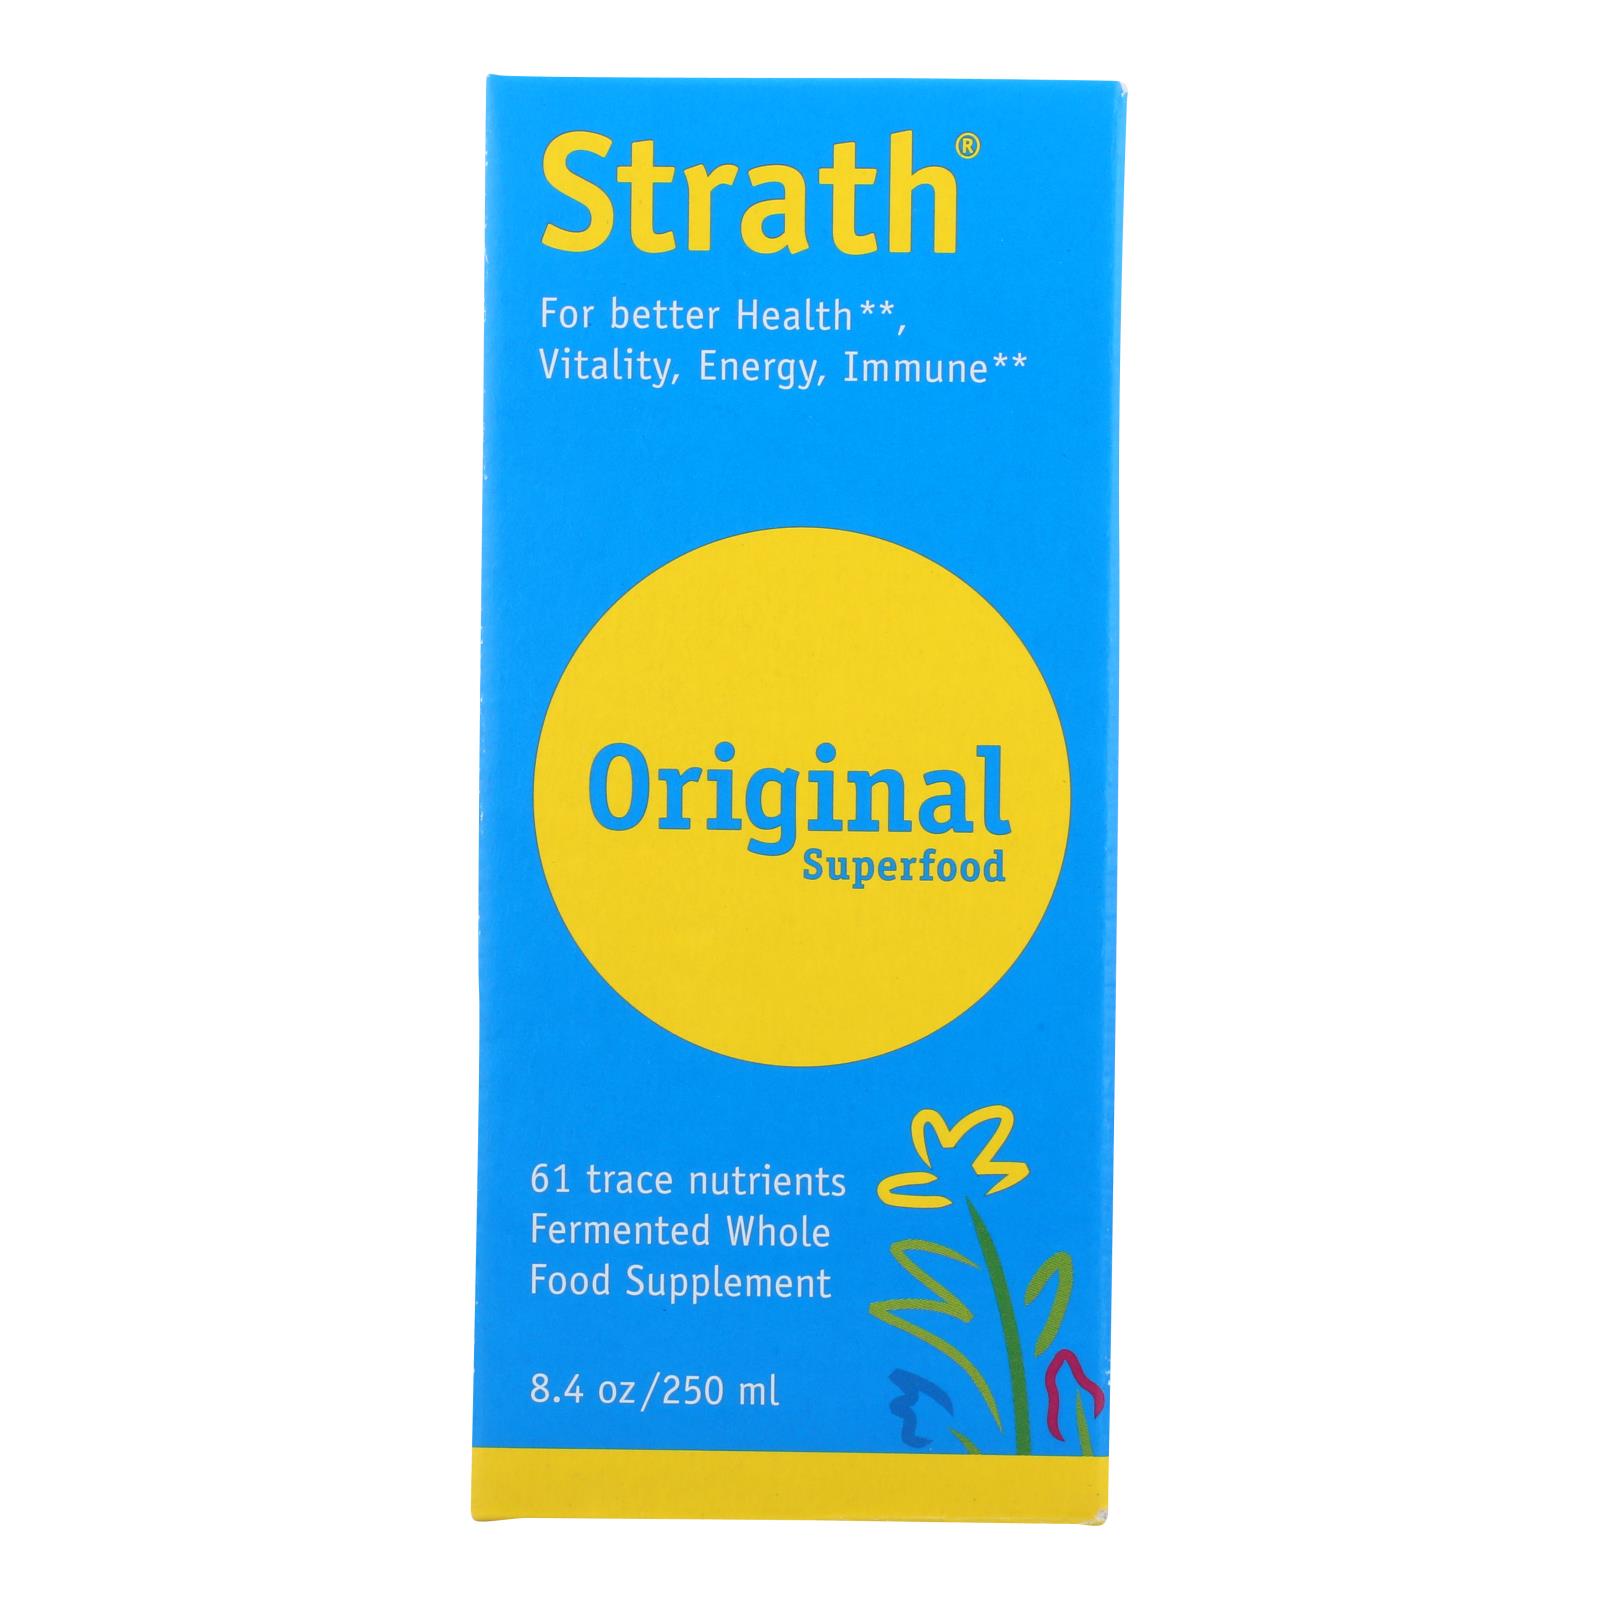 Strath®
For better Health**,
Vitality, Energy, Immune**
Original
Superfood
61 trace nutrients
Fermented Whole
Food Supplement
8.4 oz/250 ml